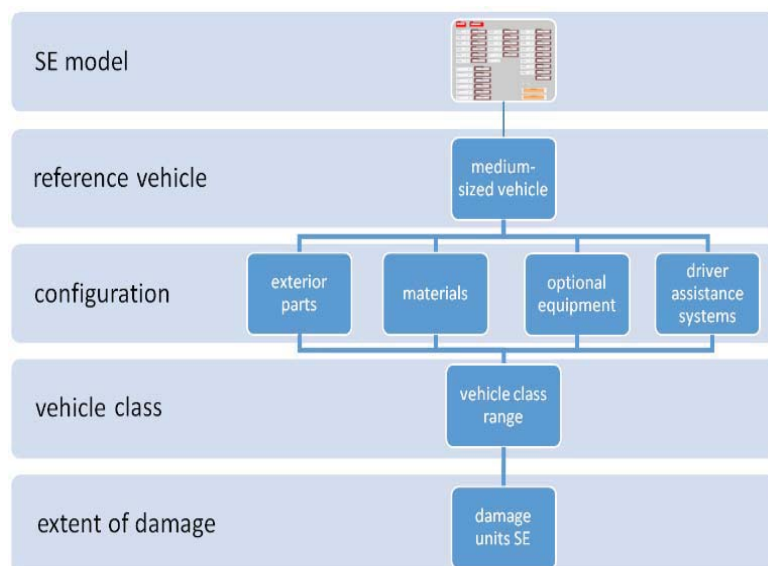 SE model
reference vehicle
medium-
sized vehicle
configuration
exterior
parts
materials
optional
equipment
driver
assistance
systems
vehicle class
vehicle class
range
extent of damage
damage
units SE